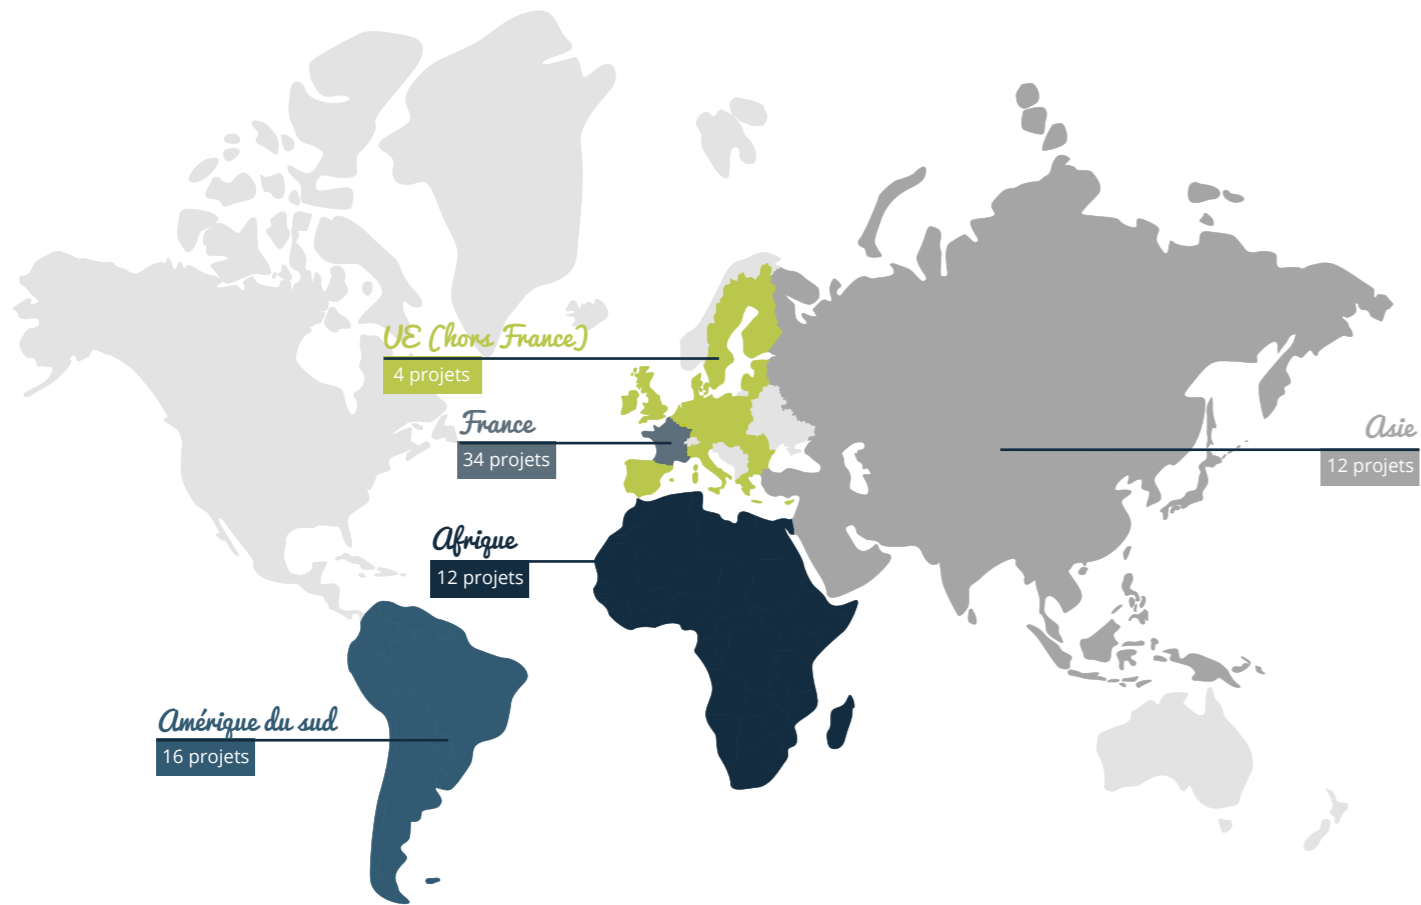 UE (hors France)
4 projets
France
34 projets
Asie
12 projets
Afrique
12 projets
Amérique du sud
16 projets